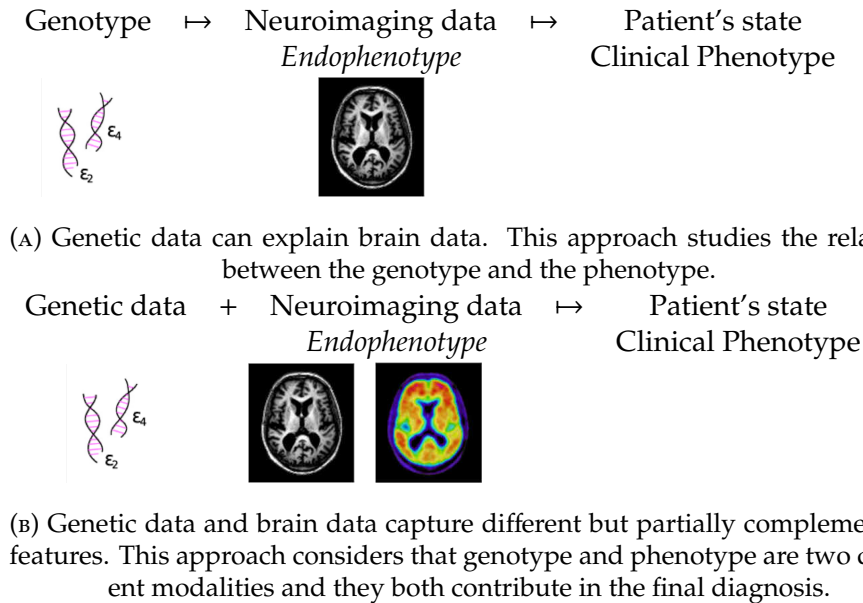 Genotype ↦ Neuroimaging data ↦ Patient's state
Endophenotype Clinical Phenotype
ε4
ε2
(A) Genetic data can explain brain data. This approach studies the rela
between the genotype and the phenotype.
Genetic data + Neuroimaging data ↦ Patient's state
Endophenotype Clinical Phenotype
ε4
ε2
(B) Genetic data and brain data capture different but partially compleme
features. This approach considers that genotype and phenotype are two
ent modalities and they both contribute in the final diagnosis.